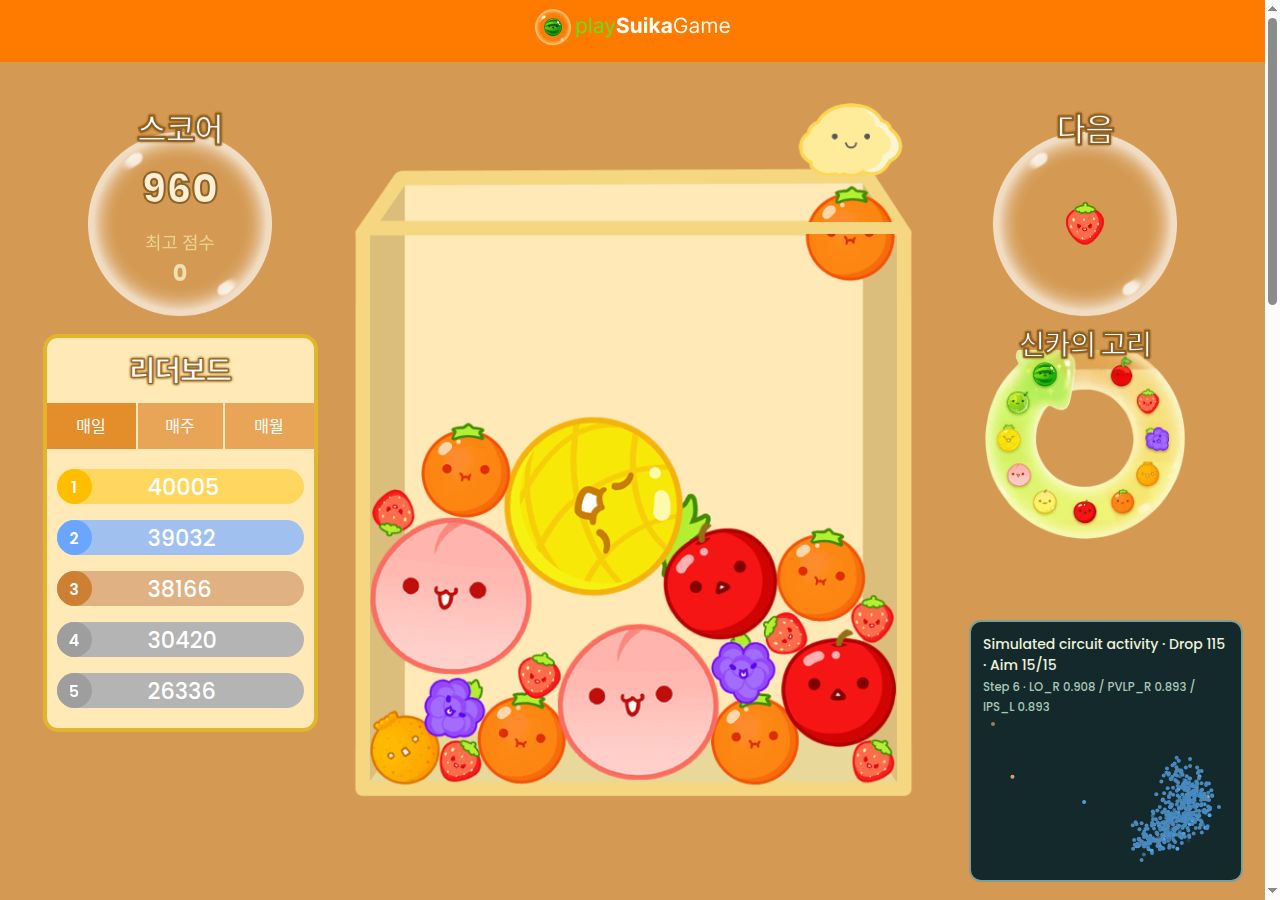 playSuikaGame
스코어
960
최고 점수
0
리더보드
매일 매주 매월
1 40005
2 39032
3 38166
4 30420
5 26336
다음
신카의 고리
Simulated circuit activity · Drop 115
· Aim 15/15
Step 6 · LO_R 0.908 / PVLP_R 0.893 /
IPS_L 0.893